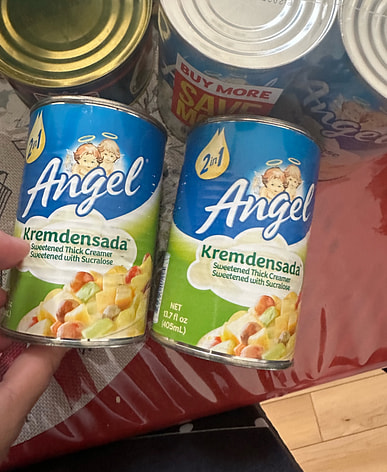 BUY MORE
SAVE
MO
2in1
Angel
Kremdensada
Sweetened Thick Creamer
Sweetened with Sucralose
2in1
Angel
Kremdensada
Sweetened Thick Creamer
Sweetened with Sucralose
NET
13.7 fl oz
(405mL)